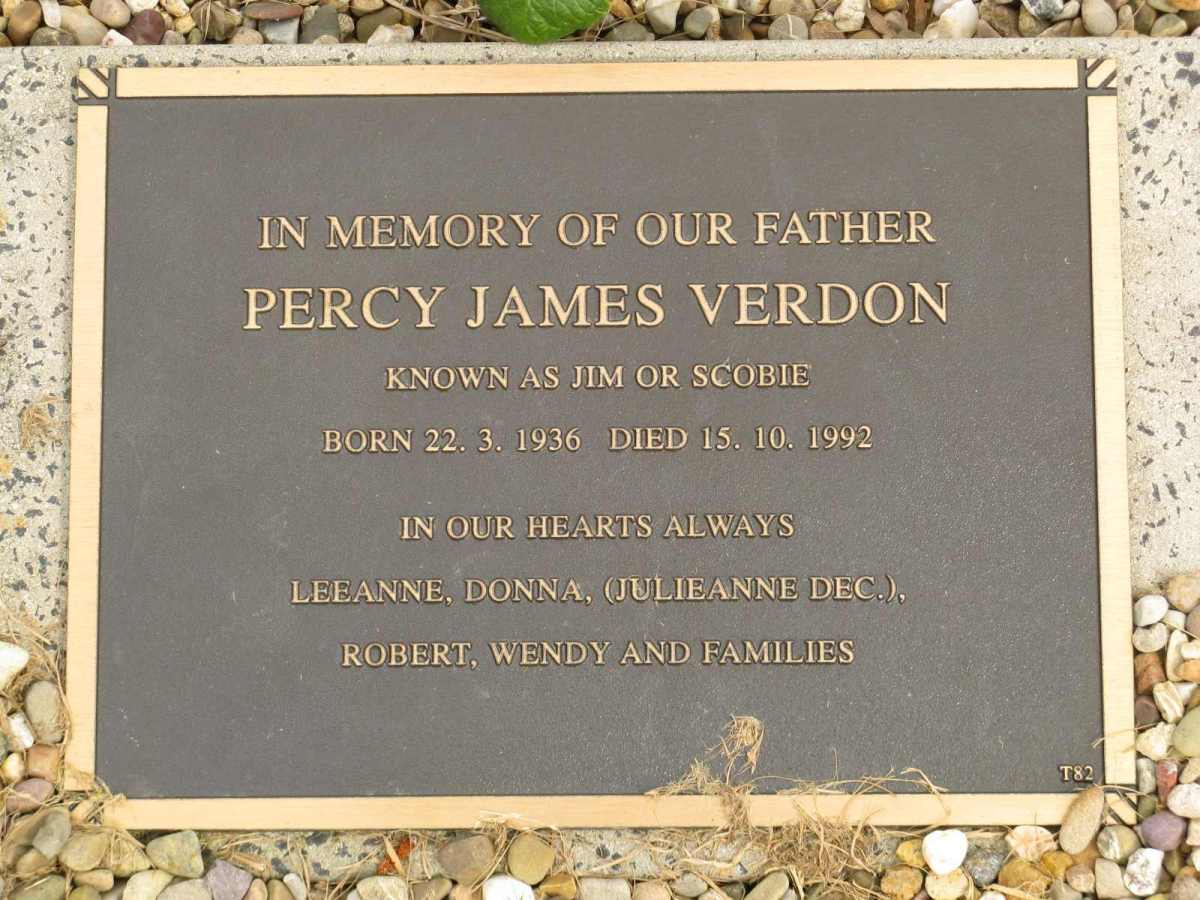 IN MEMORY OF OUR FATHER
PERCY JAMES VERDON
KNOWN AS JIM OR SCOBIE
BORN 22. 3. 1936 DIED 15. 10. 1992
IN OUR HEARTS ALWAYS
LEEANNE, DONNA, (JULIEANNE DEC.),
ROBERT, WENDY AND FAMILIES
T82